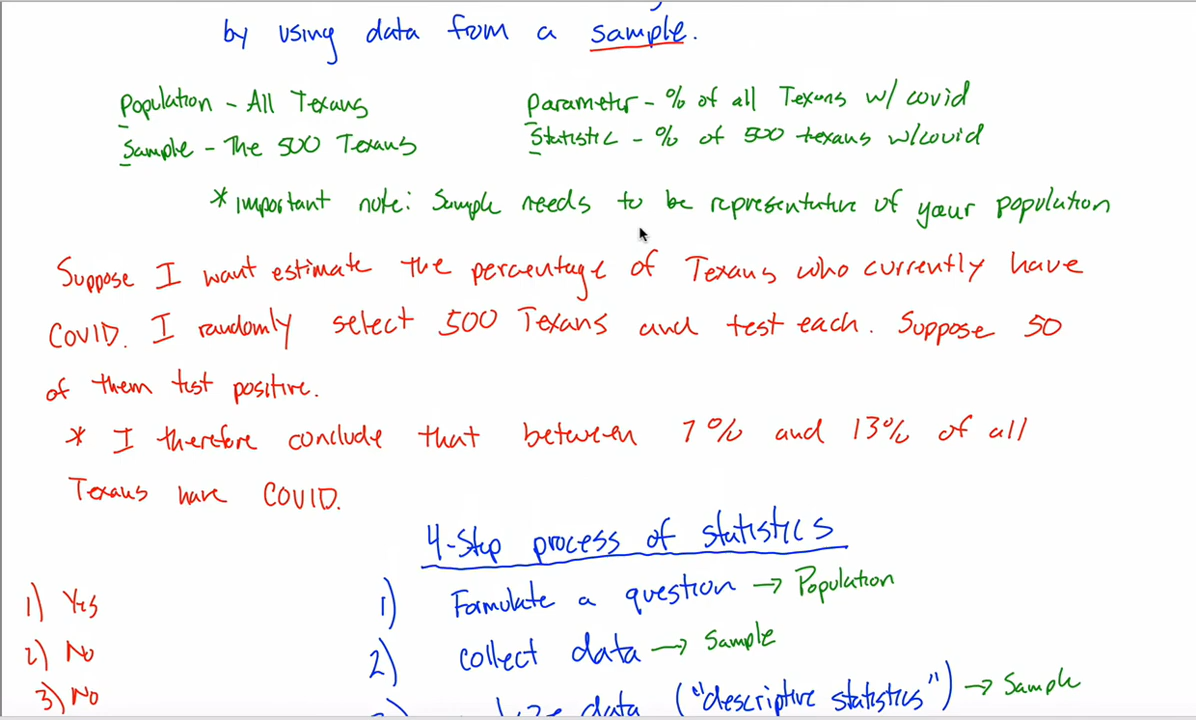 by using data from a sample.
Population - All Texans
Parameter - % of all Texans w/ covid
Sample - The 500 Texans
Statistic - % of 500 texans w/covid
* important note: Sample needs to be representative of your population
Suppose I want estimate the percentage of Texans who currently have
COVID. I randomly select 500 Texans and test each. Suppose 50
of them test positive.
* I therefore conclude that between 7% and 13% of all
Texans have COVID.
4-Step process of statistics
1) Yes
1) Formulate a question → Population
2) No
2) collect data → Sample
3) No
data ("descriptive statistics") → Sample